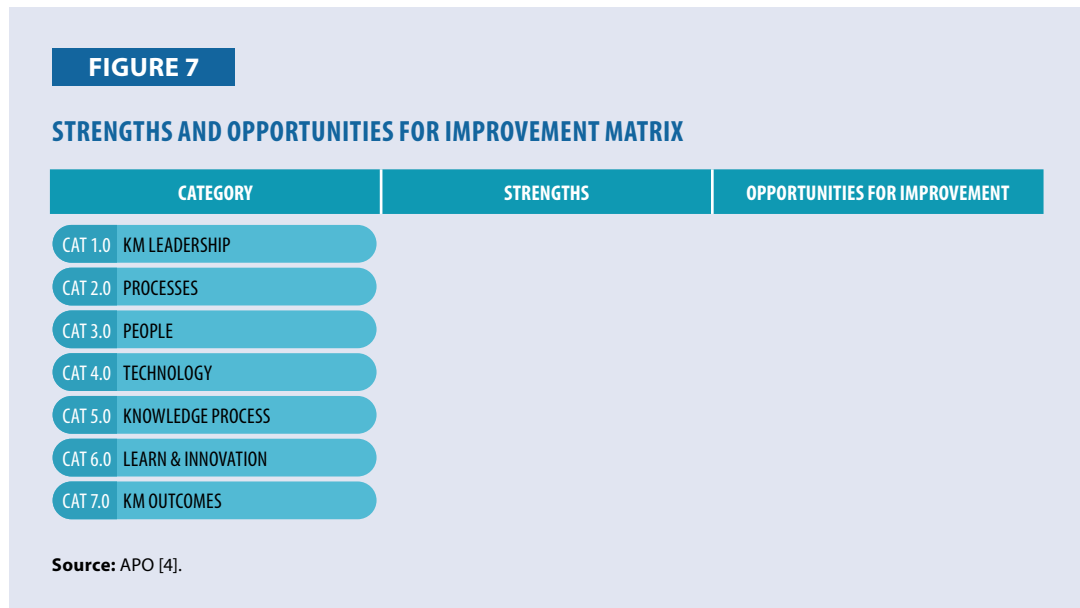 FIGURE 7
STRENGTHS AND OPPORTUNITIES FOR IMPROVEMENT MATRIX
CATEGORY STRENGTHS OPPORTUNITIES FOR IMPROVEMENT
CAT 1.0 KM LEADERSHIP
CAT 2.0 PROCESSES
CAT 3.0 PEOPLE
CAT 4.0 TECHNOLOGY
CAT 5.0 KNOWLEDGE PROCESS
CAT 6.0 LEARN & INNOVATION
CAT 7.0 KM OUTCOMES
Source: APO [4].